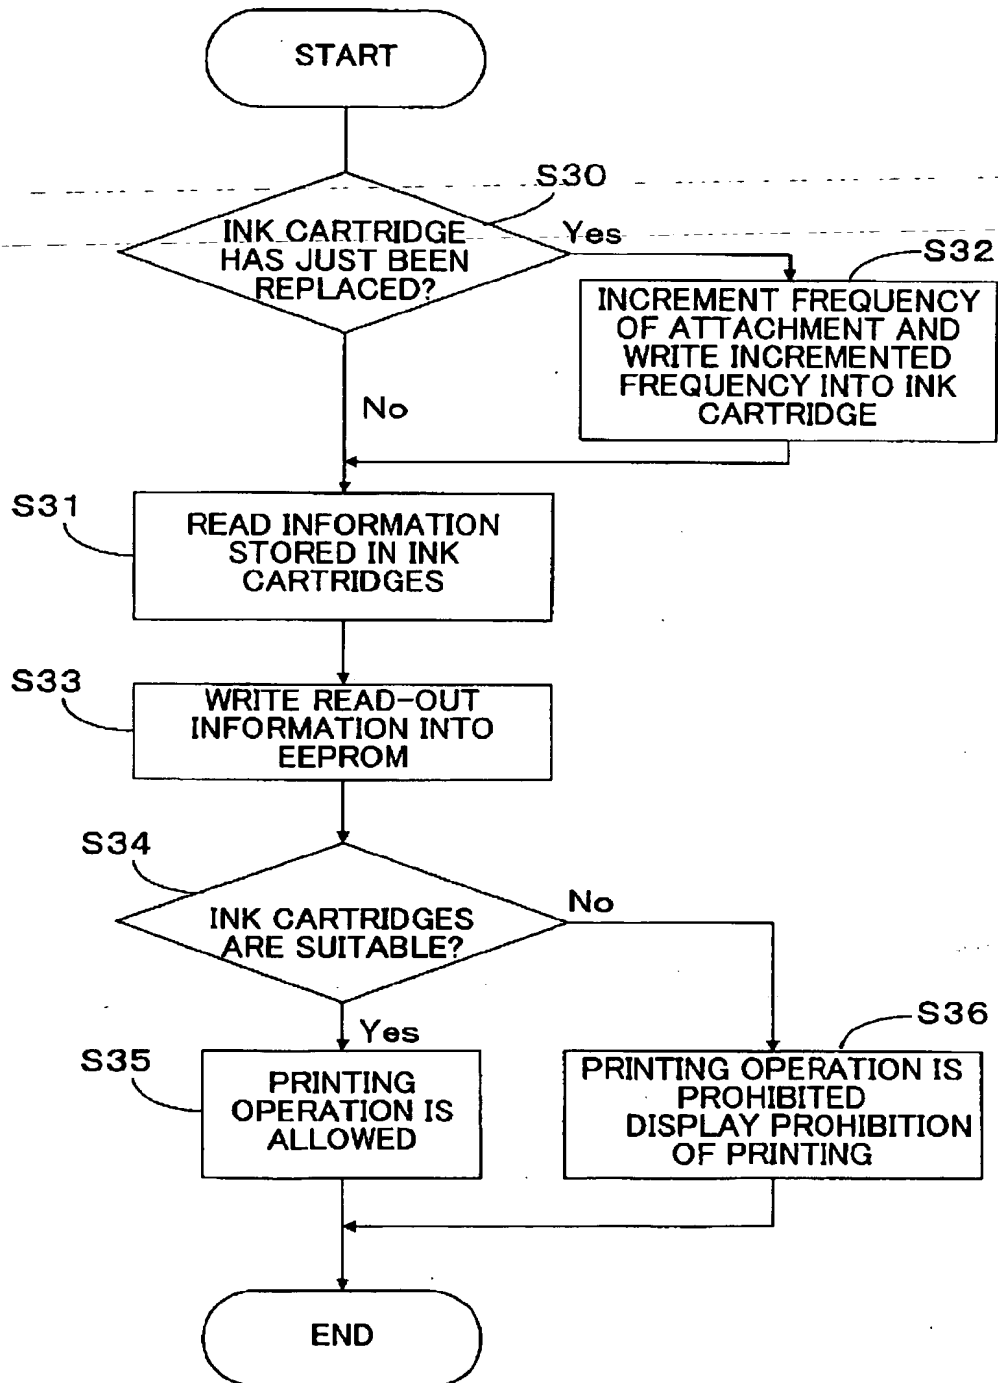 START
S30
INK CARTRIDGE
HAS JUST BEEN
REPLACED?
Yes
S32
INCREMENT FREQUENCY
OF ATTACHMENT AND
WRITE INCREMENTED
FREQUENCY INTO INK
CARTRIDGE
No
S31
READ INFORMATION
STORED IN INK
CARTRIDGES
S33
WRITE READ-OUT
INFORMATION INTO
EEPROM
S34
INK CARTRIDGES
ARE SUITABLE?
No
Yes
S35
PRINTING
OPERATION IS
ALLOWED
S36
PRINTING OPERATION IS
PROHIBITED
DISPLAY PROHIBITION
OF PRINTING
END